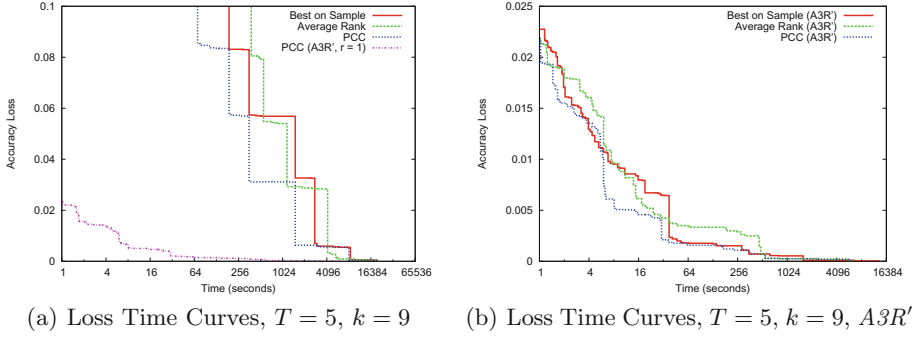 Best on Sample
Average Rank
PCC
PCC (A3R', r = 1)
0.1
0.08
0.06
0.04
0.02
0
Accuracy Loss
1 4 16 64 256 1024 4096 16384 65536
Time (seconds)
(a) Loss Time Curves, T = 5, k = 9
Best on Sample (A3R')
Average Rank (A3R')
PCC (A3R')
0.025
0.02
0.015
0.01
0.005
0
Accuracy Loss
1 4 16 64 256 1024 4096 16384
Time (seconds)
(b) Loss Time Curves, T = 5, k = 9, A3R'